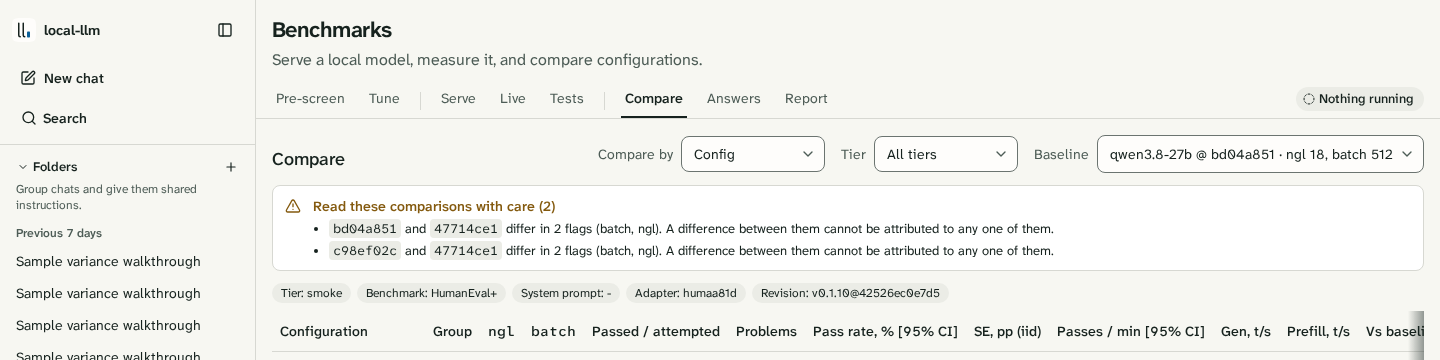 local-llm
New chat
Search
Folders
Group chats and give them shared
instructions.
Previous 7 days
Sample variance walkthrough
Sample variance walkthrough
Sample variance walkthrough
Sample variance walkthrough
Benchmarks
Serve a local model, measure it, and compare configurations.
Pre-screen Tune Serve Live Tests Compare Answers Report Nothing running
Compare Compare by Config Tier All tiers Baseline qwen3.8-27b @ bd04a851 · ngl 18, batch 512
Read these comparisons with care (2)
• bd04a851 and 47714ce1 differ in 2 flags (batch, ngl). A difference between them cannot be attributed to any one of them.
• c98ef02c and 47714ce1 differ in 2 flags (batch, ngl). A difference between them cannot be attributed to any one of them.
Tier: smoke Benchmark: HumanEval+ System prompt: - Adapter: humaa81d Revision: v0.1.10@42526ec0e7d5
Configuration Group ngl batch Passed / attempted Problems Pass rate, % [95% CI] SE, pp (iid) Passes / min [95% CI] Gen, t/s Prefill, t/s Vs